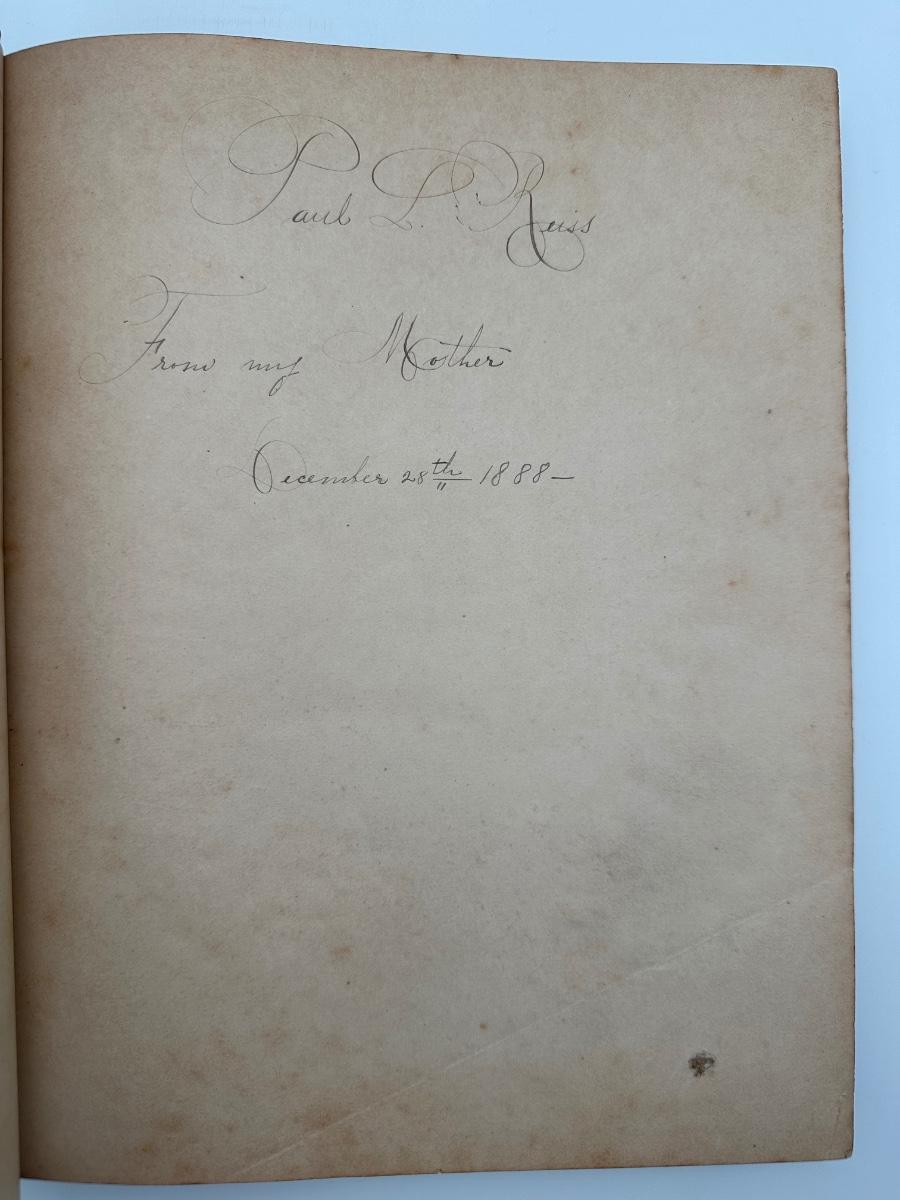 Paul L. Reiss
From my Mother
December 28th 1888—